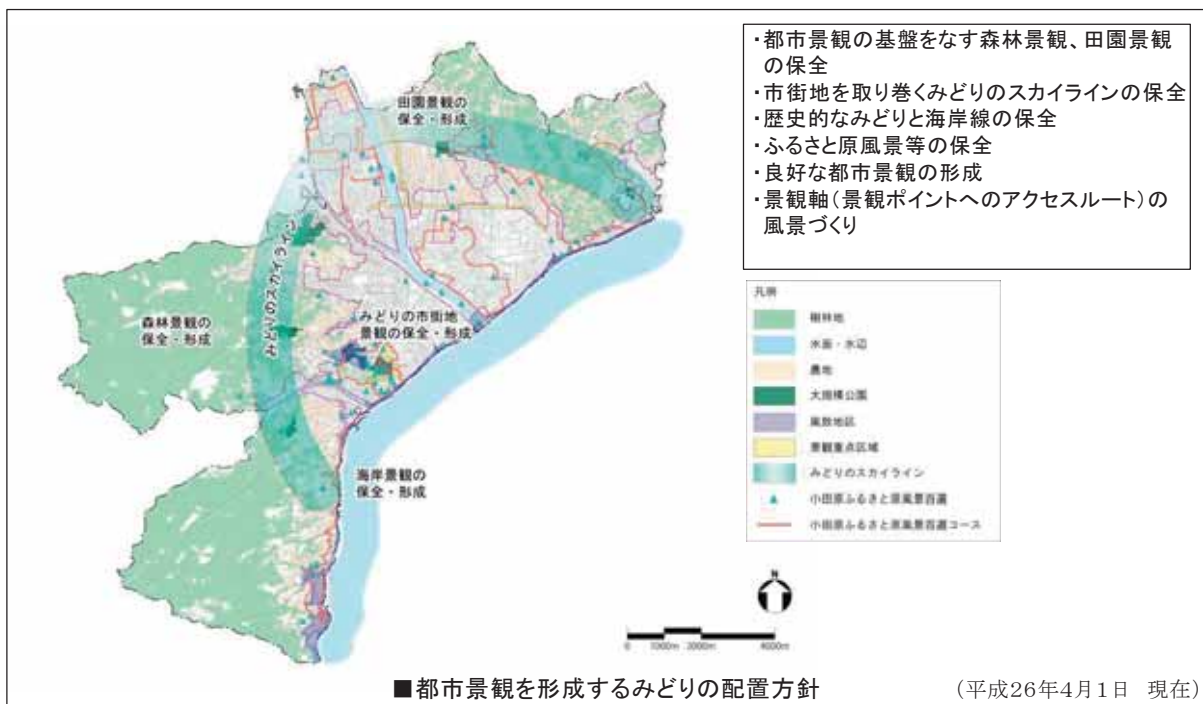 ・都市景観の基盤をなす森林景観、田園景観
の保全
・市街地を取り巻くみどりのスカイラインの保全
・歴史的なみどりと海岸線の保全
・ふるさと原風景等の保全
・良好な都市景観の形成
・景観軸(景観ポイントへのアクセスルート)の
風景づくり
田園景観の
保全・形成
みどりのスカイライン
森林景観の
保全・形成
みどりの市街地
景観の保全・形成
海岸景観の
保全・形成
凡例
樹林地
水面・水辺
農地
大規模公園
風致地区
景観重点区域
みどりのスカイライン
小田原ふるさと原風景百選
小田原ふるさと原風景百選コース
N
0 1000m 2000m 4000m
■都市景観を形成するみどりの配置方針
(平成26年4月1日 現在)